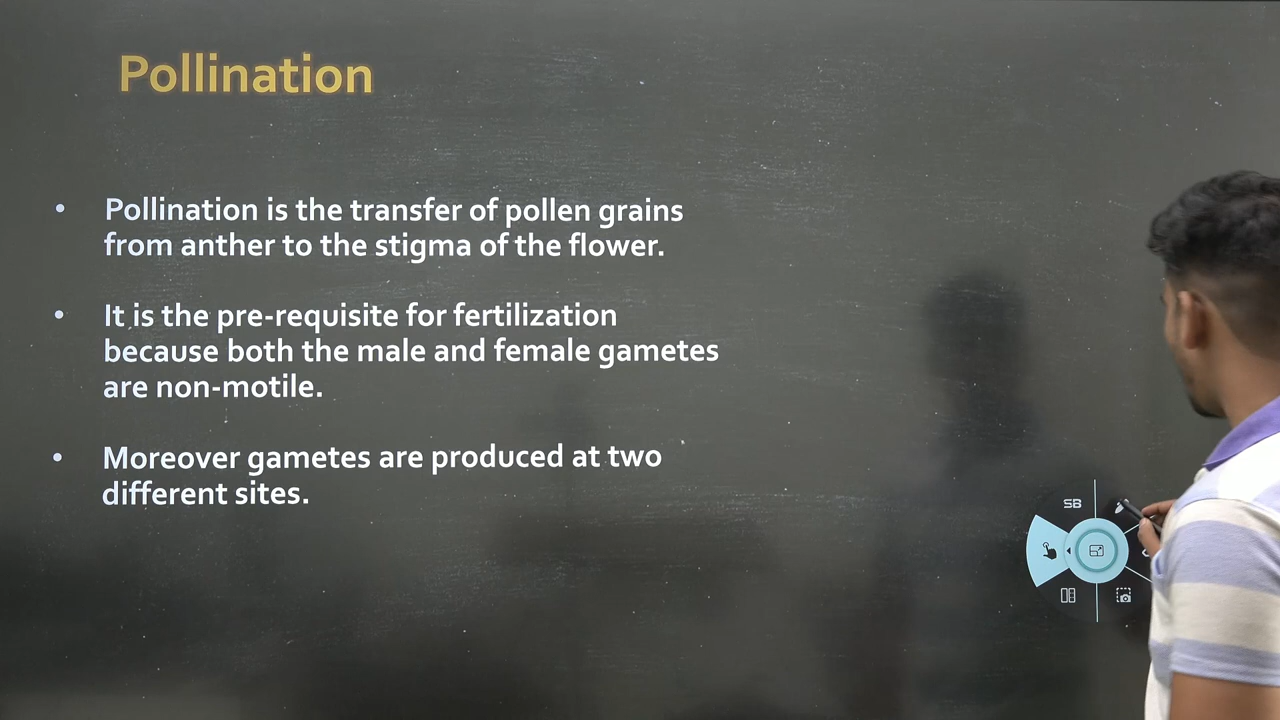 Pollination
• Pollination is the transfer of pollen grains
from anther to the stigma of the flower.
• It is the pre-requisite for fertilization
because both the male and female gametes
are non-motile.
• Moreover gametes are produced at two
different sites.
SB